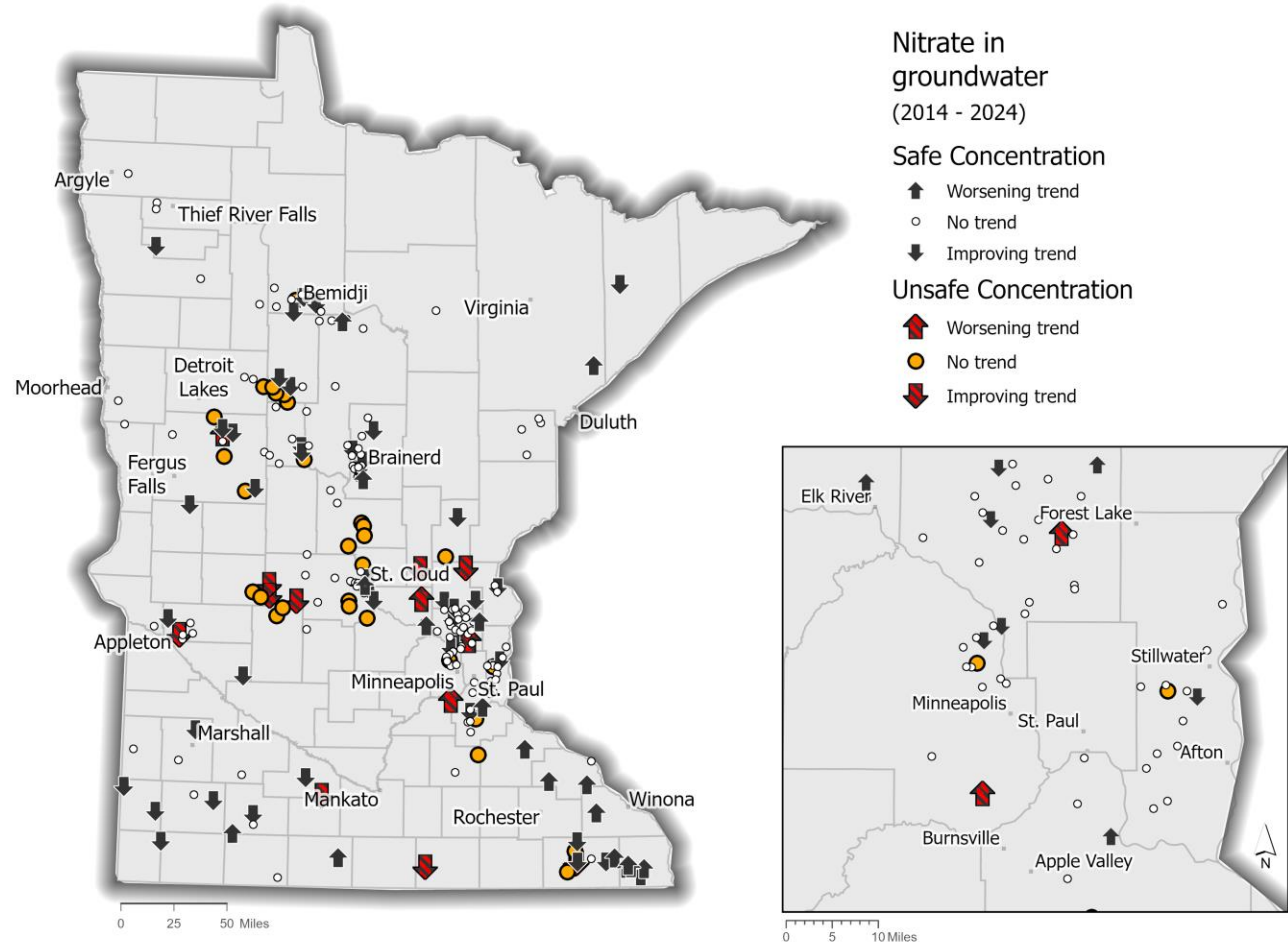 Nitrate in
groundwater
(2014 - 2024)
Safe Concentration
Worsening trend
No trend
Improving trend
Unsafe Concentration
Worsening trend
No trend
Improving trend
Argyle
Thief River Falls
Bemidji
Virginia
Detroit
Lakes
Moorhead
Duluth
Brainerd
Fergus
Falls
St. Cloud
Appleton
Minneapolis
St. Paul
Marshall
Mankato
Rochester
Winona
0 25 50 Miles
Elk River
Forest Lake
Stillwater
Minneapolis
St. Paul
Afton
Burnsville
Apple Valley
N
0 5 10 Miles